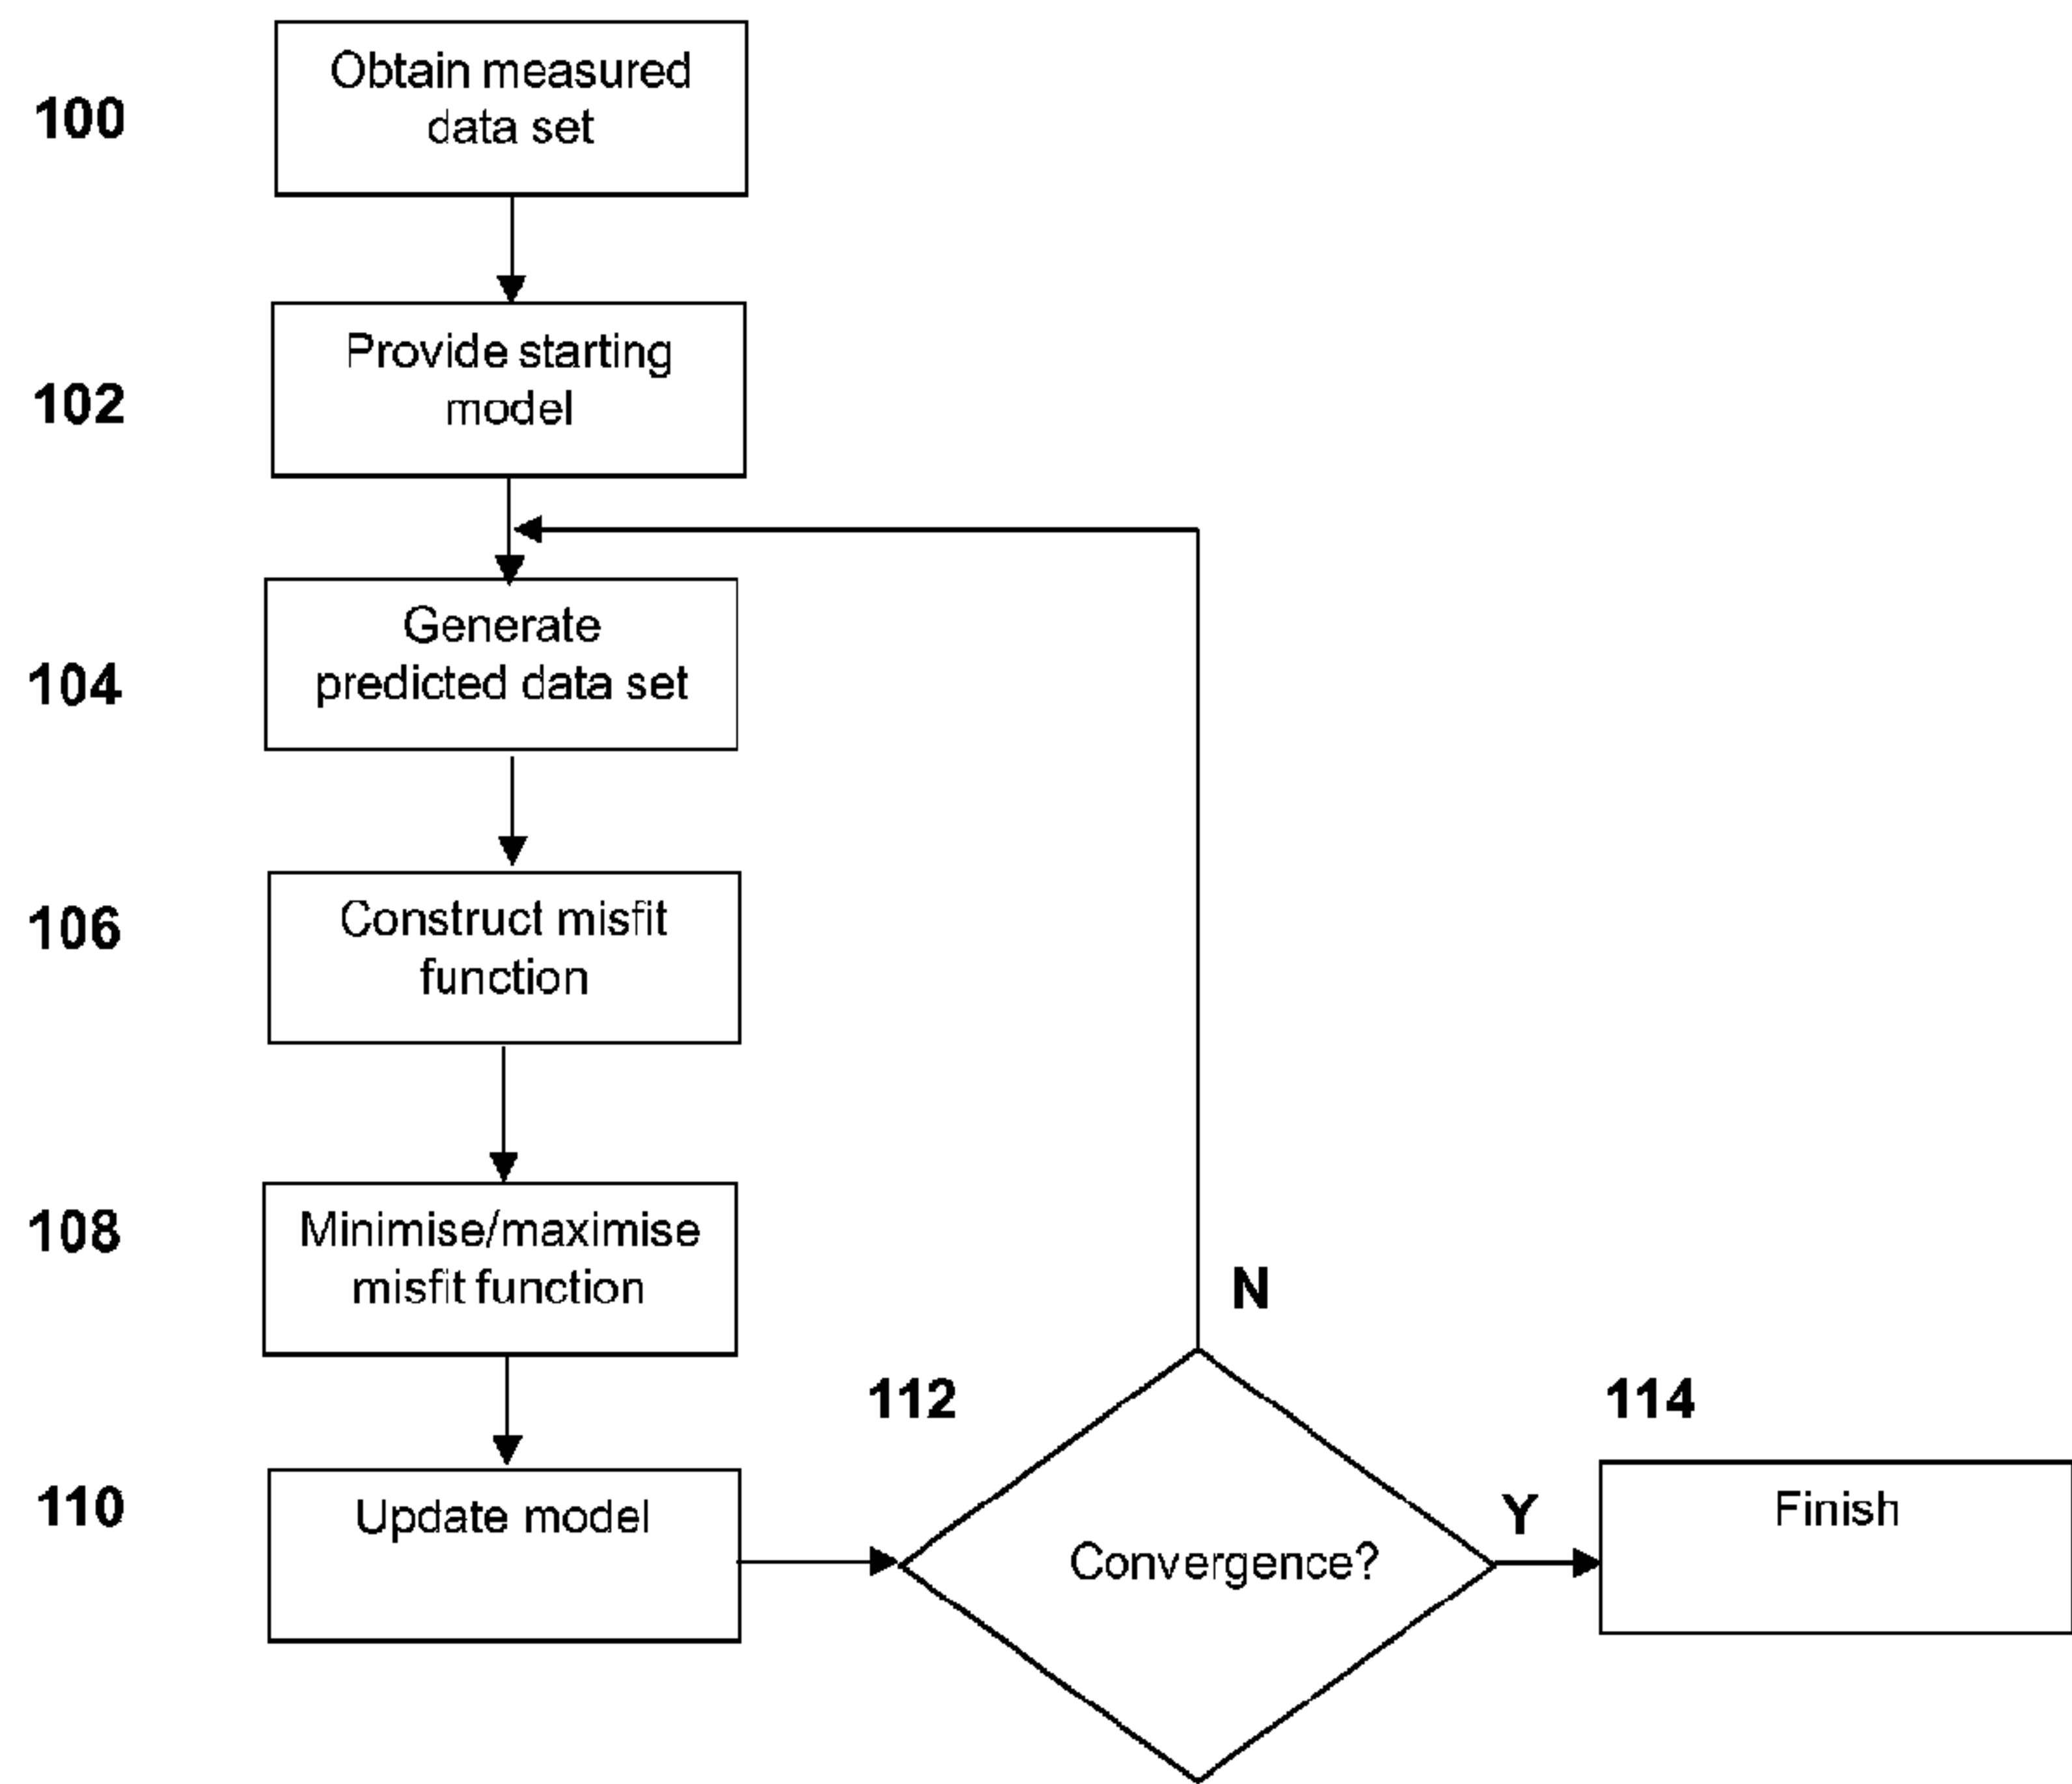 100
Obtain measured
data set
102
Provide starting
model
104
Generate
predicted data set
106
Construct misfit
function
108
Minimise/maximise
misfit function
110
Update model
112
Convergence?
N
Y
114
Finish